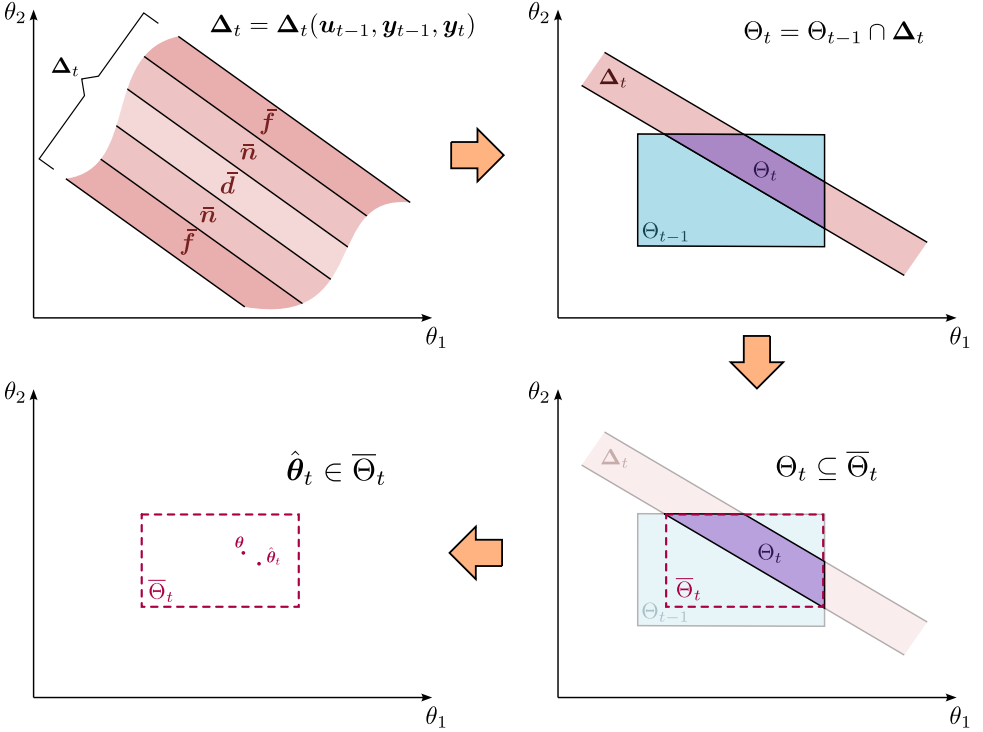 θ₂
𝚫ₜ = 𝚫ₜ(𝒖ₜ₋₁, 𝒚ₜ₋₁, 𝒚ₜ)
𝚫ₜ
f̄
n̄
d̄
n̄
f̄
θ₁
θ₂
Θₜ = Θₜ₋₁ ∩ 𝚫ₜ
𝚫ₜ
Θₜ
Θₜ₋₁
θ₁
θ₂
𝜽̂ₜ ∈ Θ̅ₜ
𝜽
𝜽̂ₜ
Θ̅ₜ
θ₁
θ₂
𝚫ₜ
Θₜ ⊆ Θ̅ₜ
Θₜ
Θ̅ₜ
Θₜ₋₁
θ₁